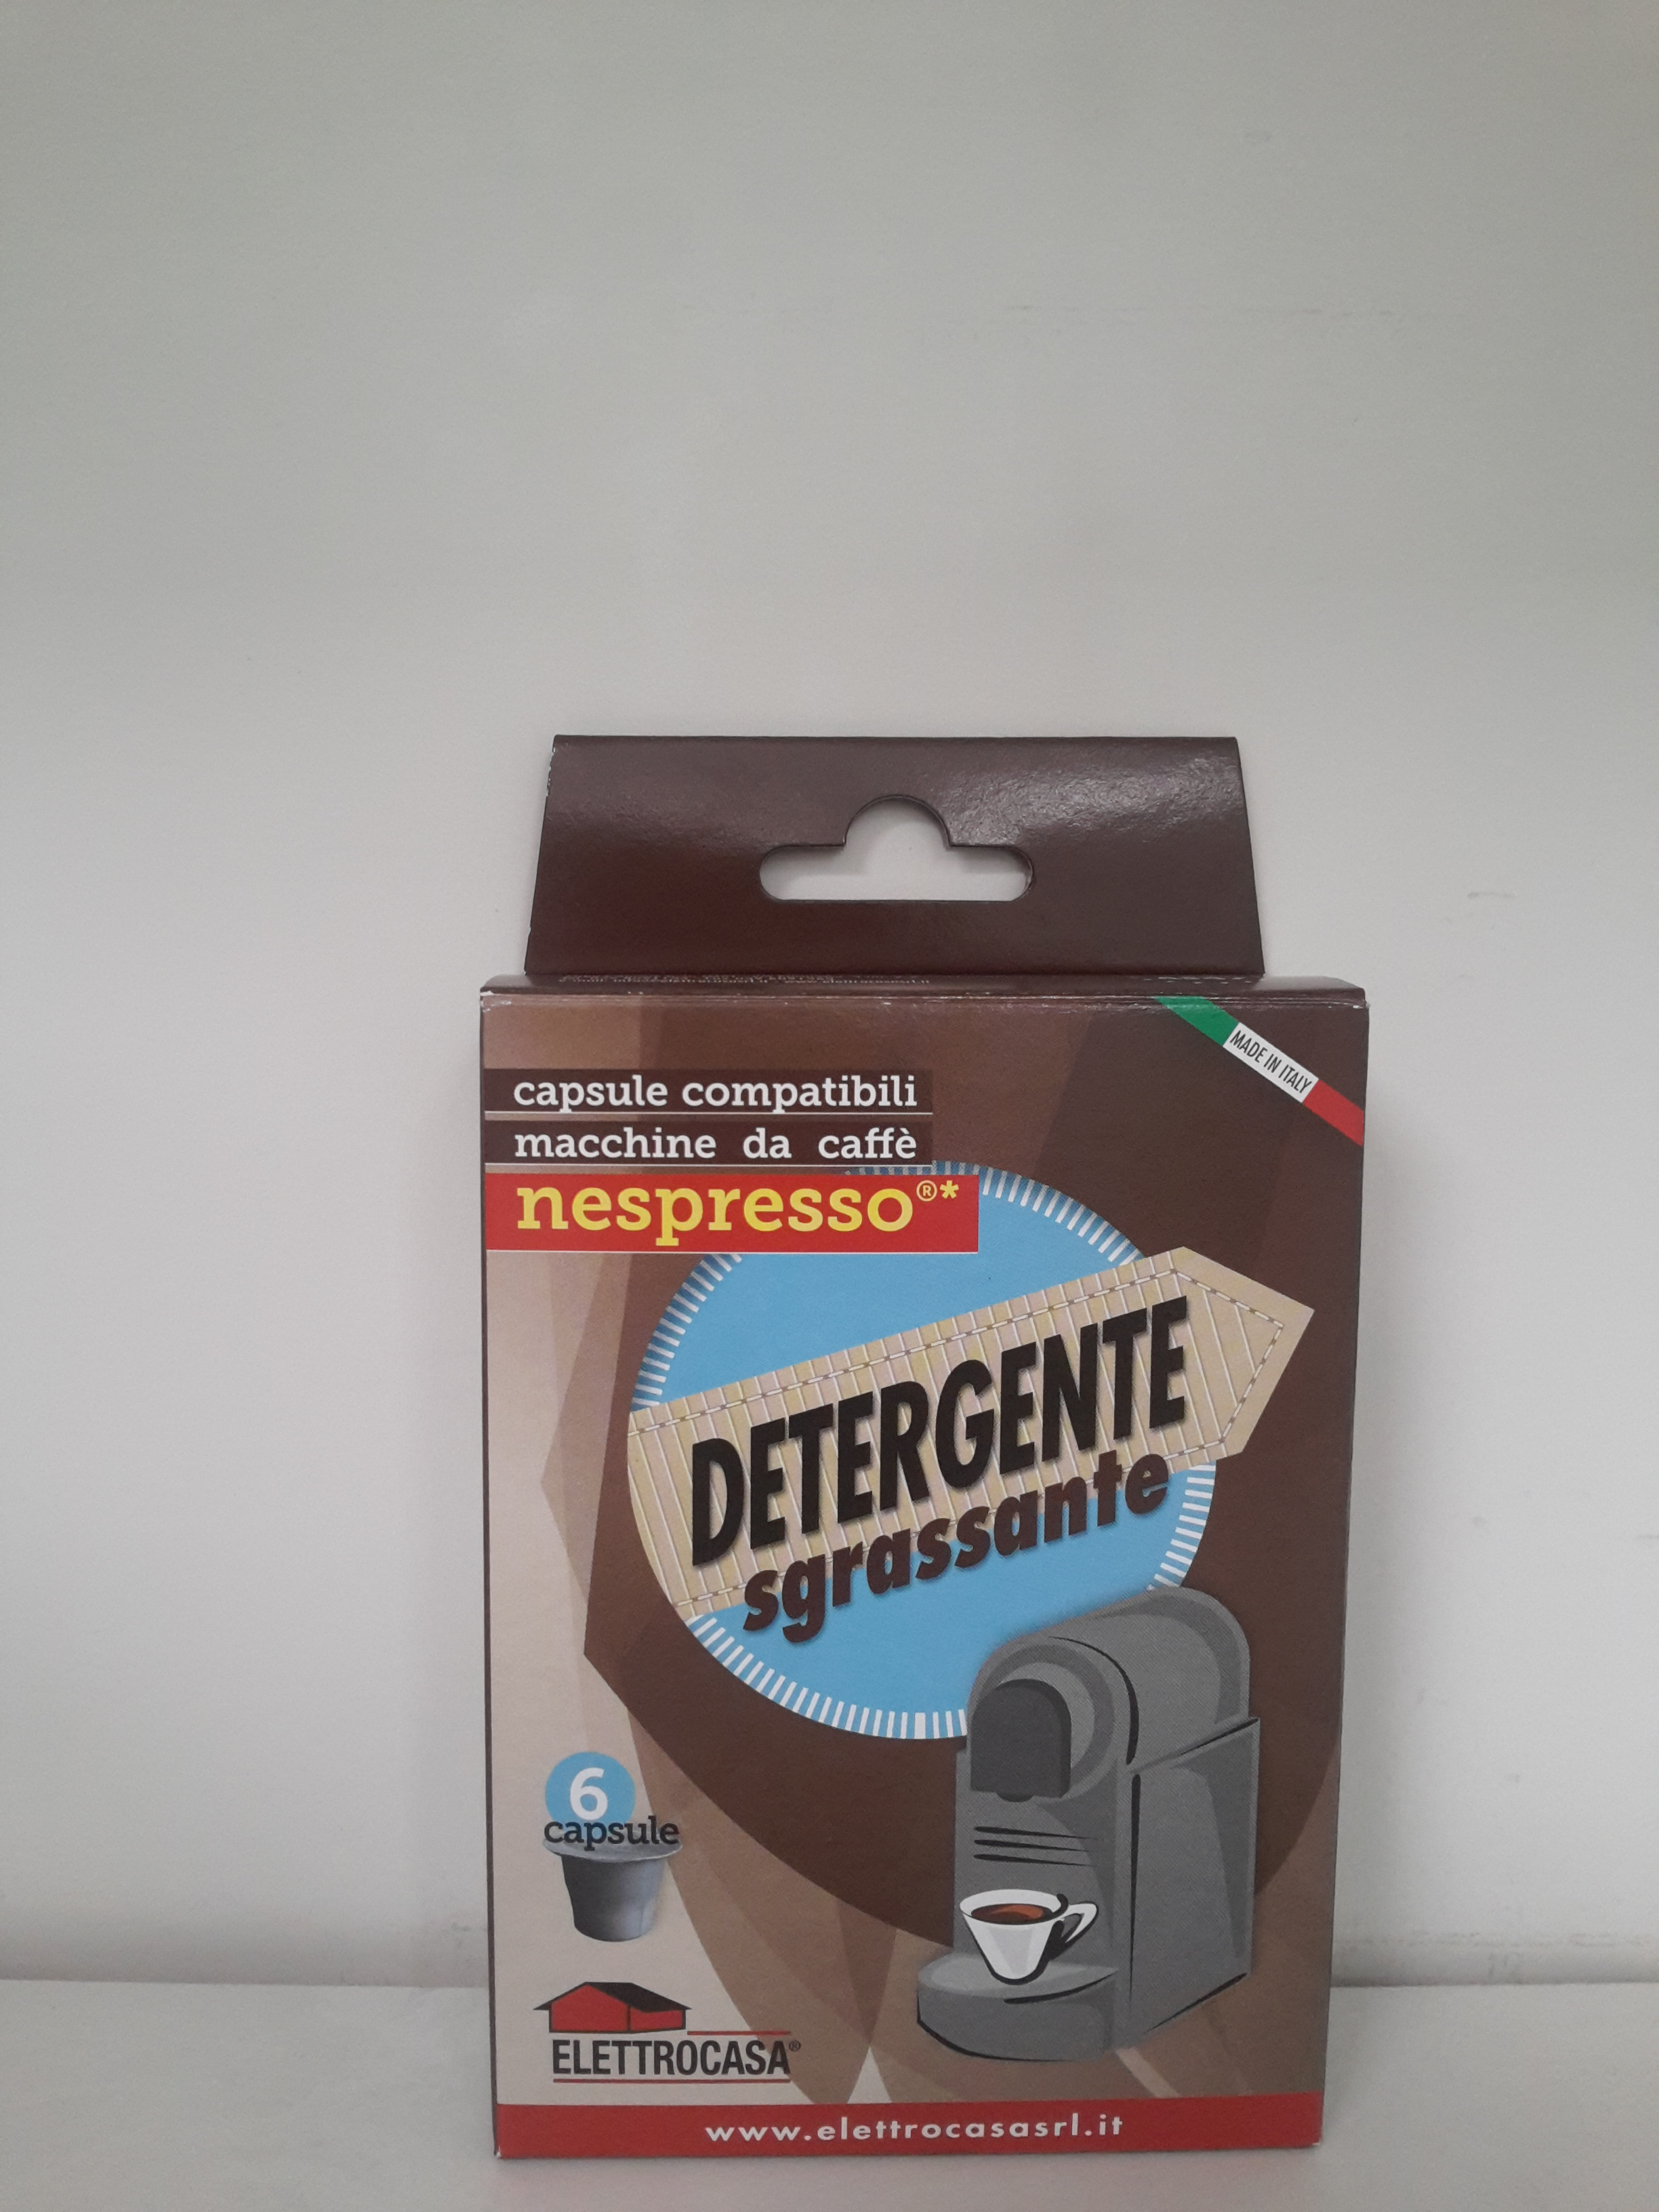 MADE IN ITALY
capsule compatibili
macchine da caffè
nespresso®*
DETERGENTE
sgrassante
6
capsule
ELETTROCASA®
www.elettrocasasrl.it